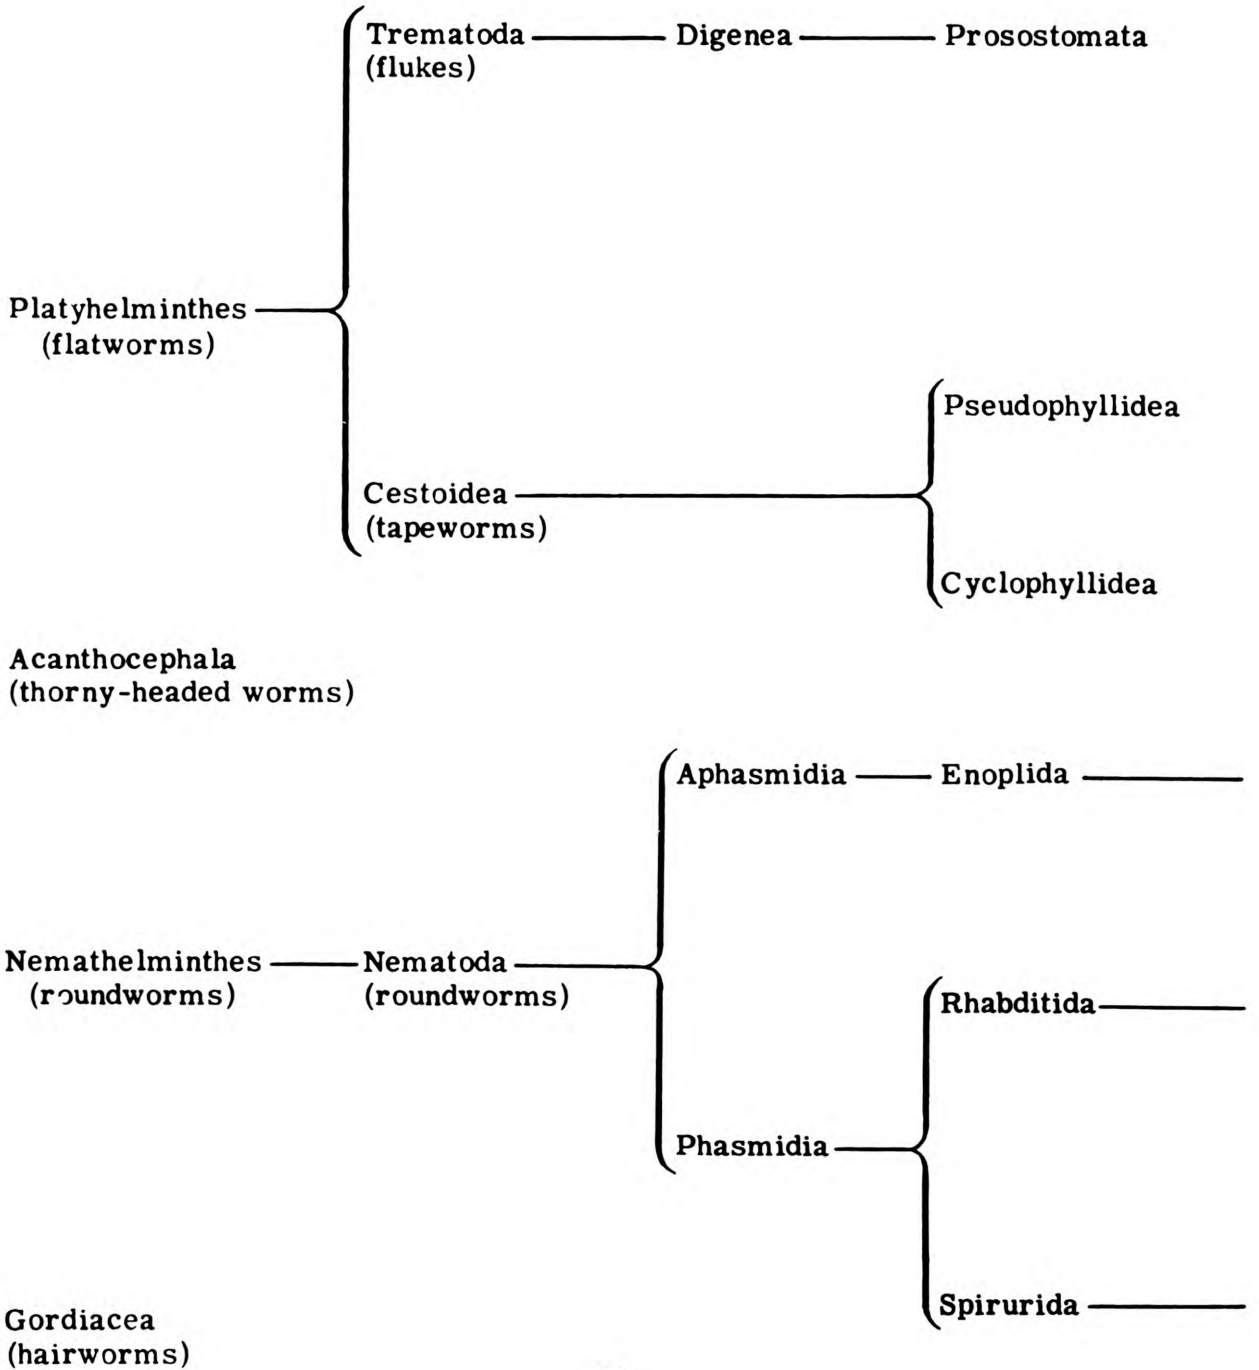 Trematoda Digenea Prosostomata
(flukes)
Platyhelminthes
(flatworms)
Pseudophyllidea
Cestoidea
(tapeworms)
Cyclophyllidea
Acanthocephala
(thorny-headed worms)
Aphasmidia Enoplida
Nemathelminthes Nematoda
(roundworms) (roundworms)
Rhabditida
Phasmidia
Spirurida
Gordiacea
(hairworms)